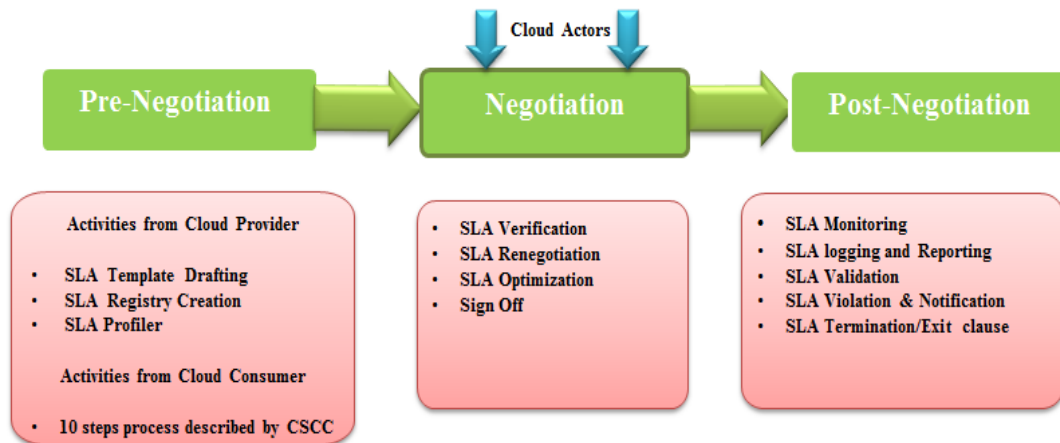 Cloud Actors
Pre-Negotiation
Negotiation
Post-Negotiation
Activities from Cloud Provider
• SLA Template Drafting
• SLA Registry Creation
• SLA Profiler
Activities from Cloud Consumer
• 10 steps process described by CSCC
• SLA Verification
• SLA Renegotiation
• SLA Optimization
• Sign Off
• SLA Monitoring
• SLA logging and Reporting
• SLA Validation
• SLA Violation & Notification
• SLA Termination/Exit clause